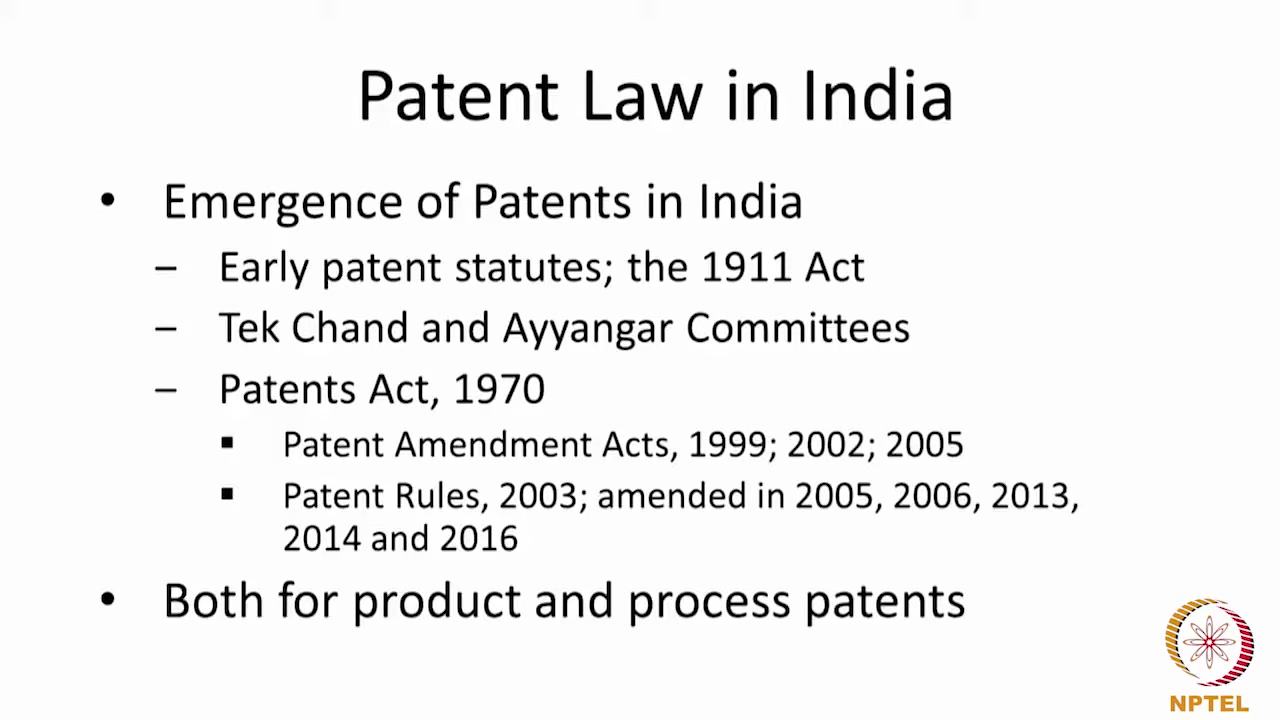 Patent Law in India
• Emergence of Patents in India
– Early patent statutes; the 1911 Act
– Tek Chand and Ayyangar Committees
– Patents Act, 1970
▪ Patent Amendment Acts, 1999; 2002; 2005
▪ Patent Rules, 2003; amended in 2005, 2006, 2013,
2014 and 2016
• Both for product and process patents
NPTEL